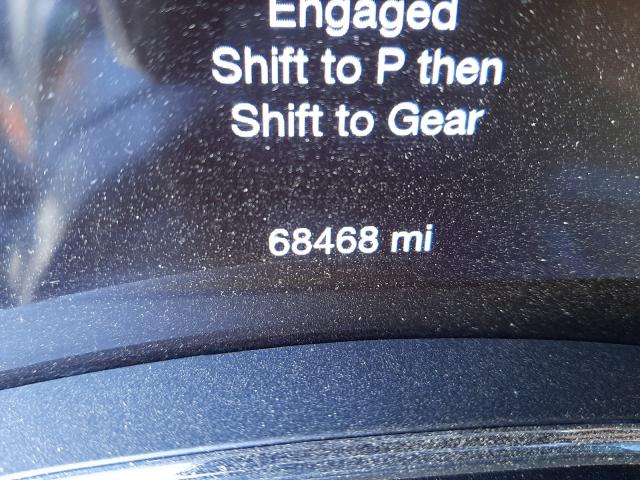 Engaged
Shift to P then
Shift to Gear
68468 mi